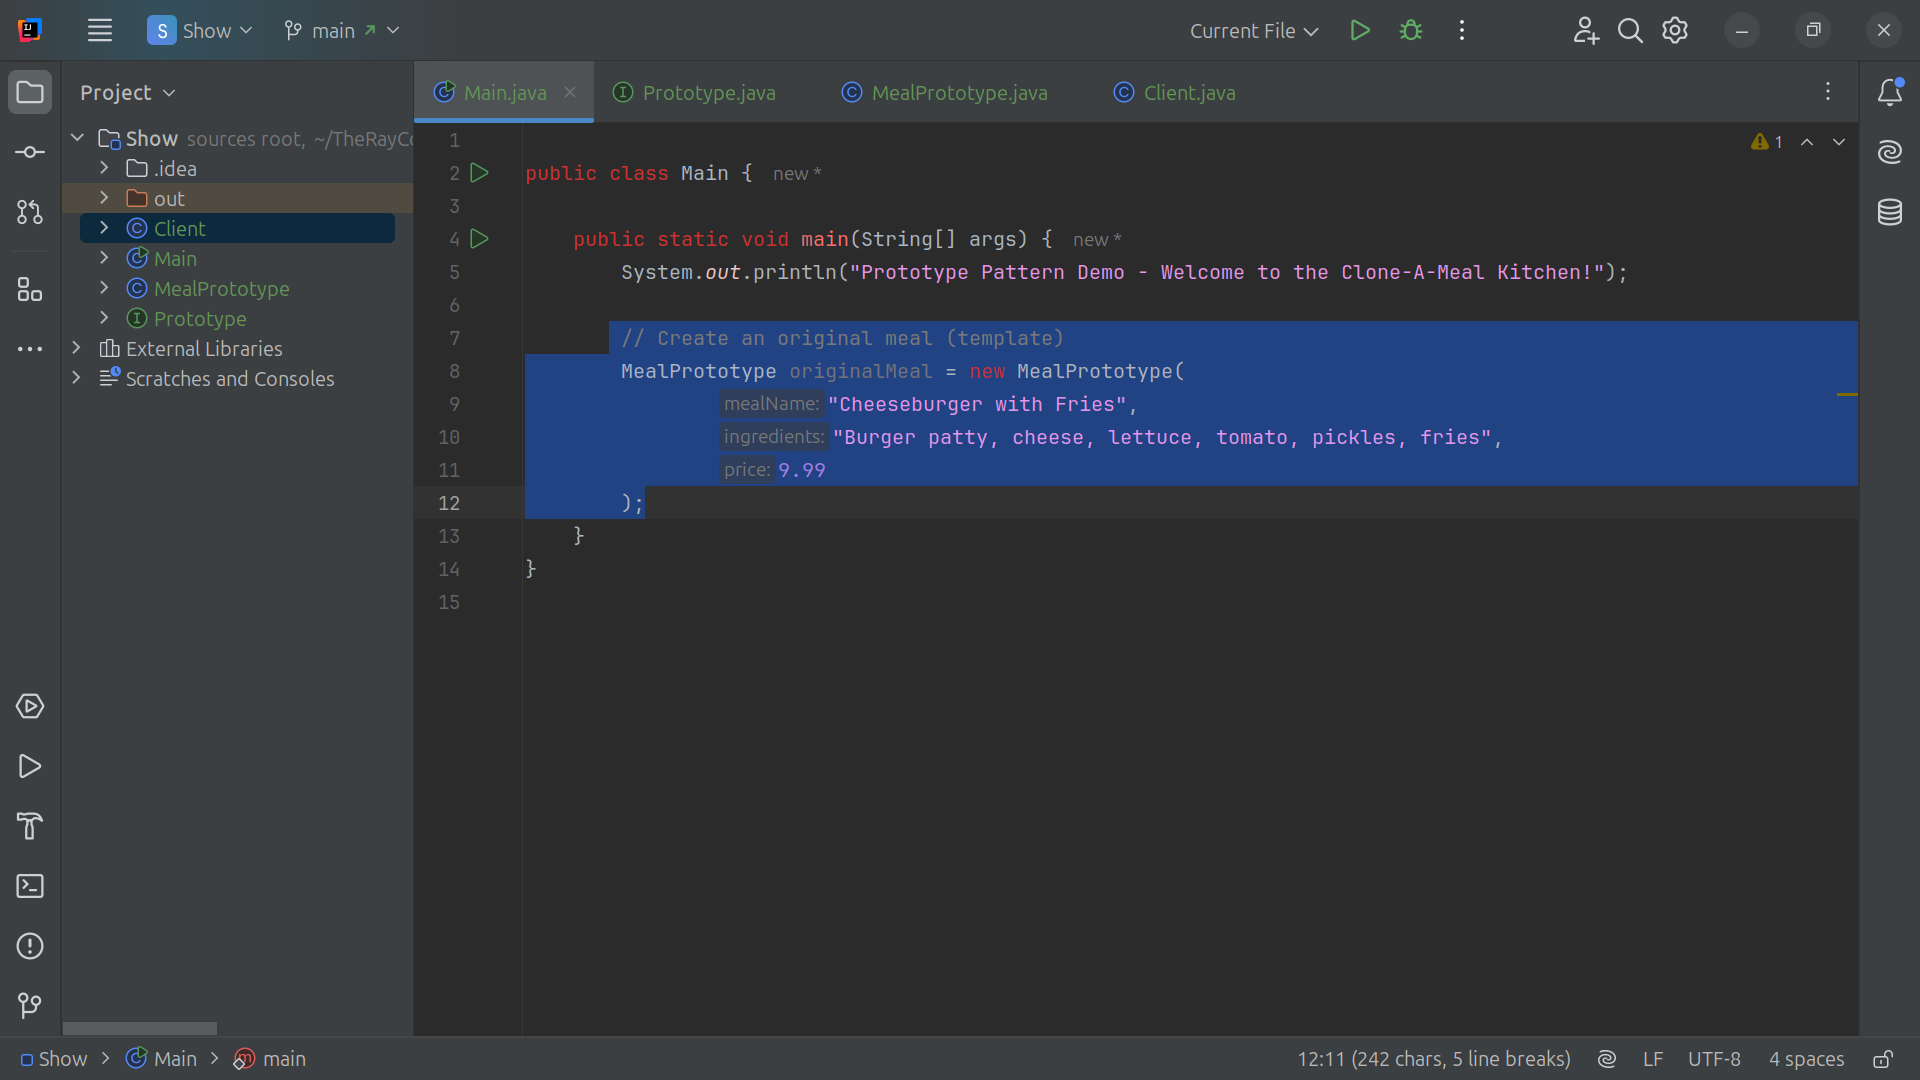 S Show main Current File
Project
Main.java Prototype.java MealPrototype.java Client.java
Show sources root, ~/TheRayCo
.idea
out
Client
Main
MealPrototype
Prototype
External Libraries
Scratches and Consoles
1
1
2 public class Main { new *
3
4 public static void main(String[] args) { new *
5 System.out.println("Prototype Pattern Demo - Welcome to the Clone-A-Meal Kitchen!");
6
7 // Create an original meal (template)
8 MealPrototype originalMeal = new MealPrototype(
9 mealName: "Cheeseburger with Fries",
10 ingredients: "Burger patty, cheese, lettuce, tomato, pickles, fries",
11 price: 9.99
12 );
13 }
14 }
15
Show > Main > main
12:11 (242 chars, 5 line breaks) LF UTF-8 4 spaces